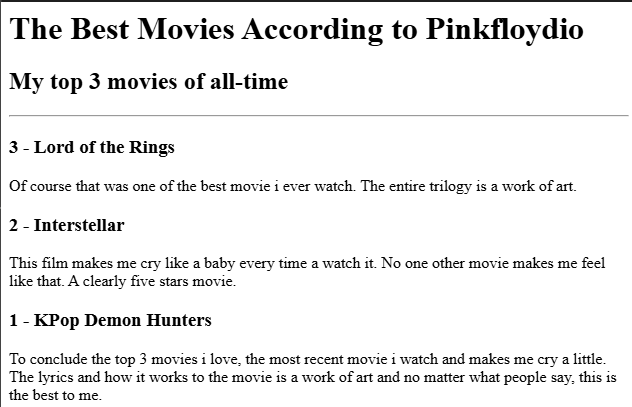 The Best Movies According to Pinkfloydio
My top 3 movies of all-time
3 - Lord of the Rings
Of course that was one of the best movie i ever watch. The entire trilogy is a work of art.
2 - Interstellar
This film makes me cry like a baby every time a watch it. No one other movie makes me feel
like that. A clearly five stars movie.
1 - KPop Demon Hunters
To conclude the top 3 movies i love, the most recent movie i watch and makes me cry a little.
The lyrics and how it works to the movie is a work of art and no matter what people say, this is
the best to me.